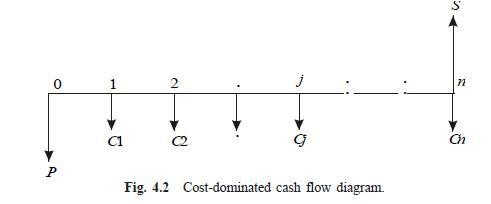 S
0 1 2 . j : : n
C1 C2 . Cj Cn
P
Fig. 4.2 Cost-dominated cash flow diagram.